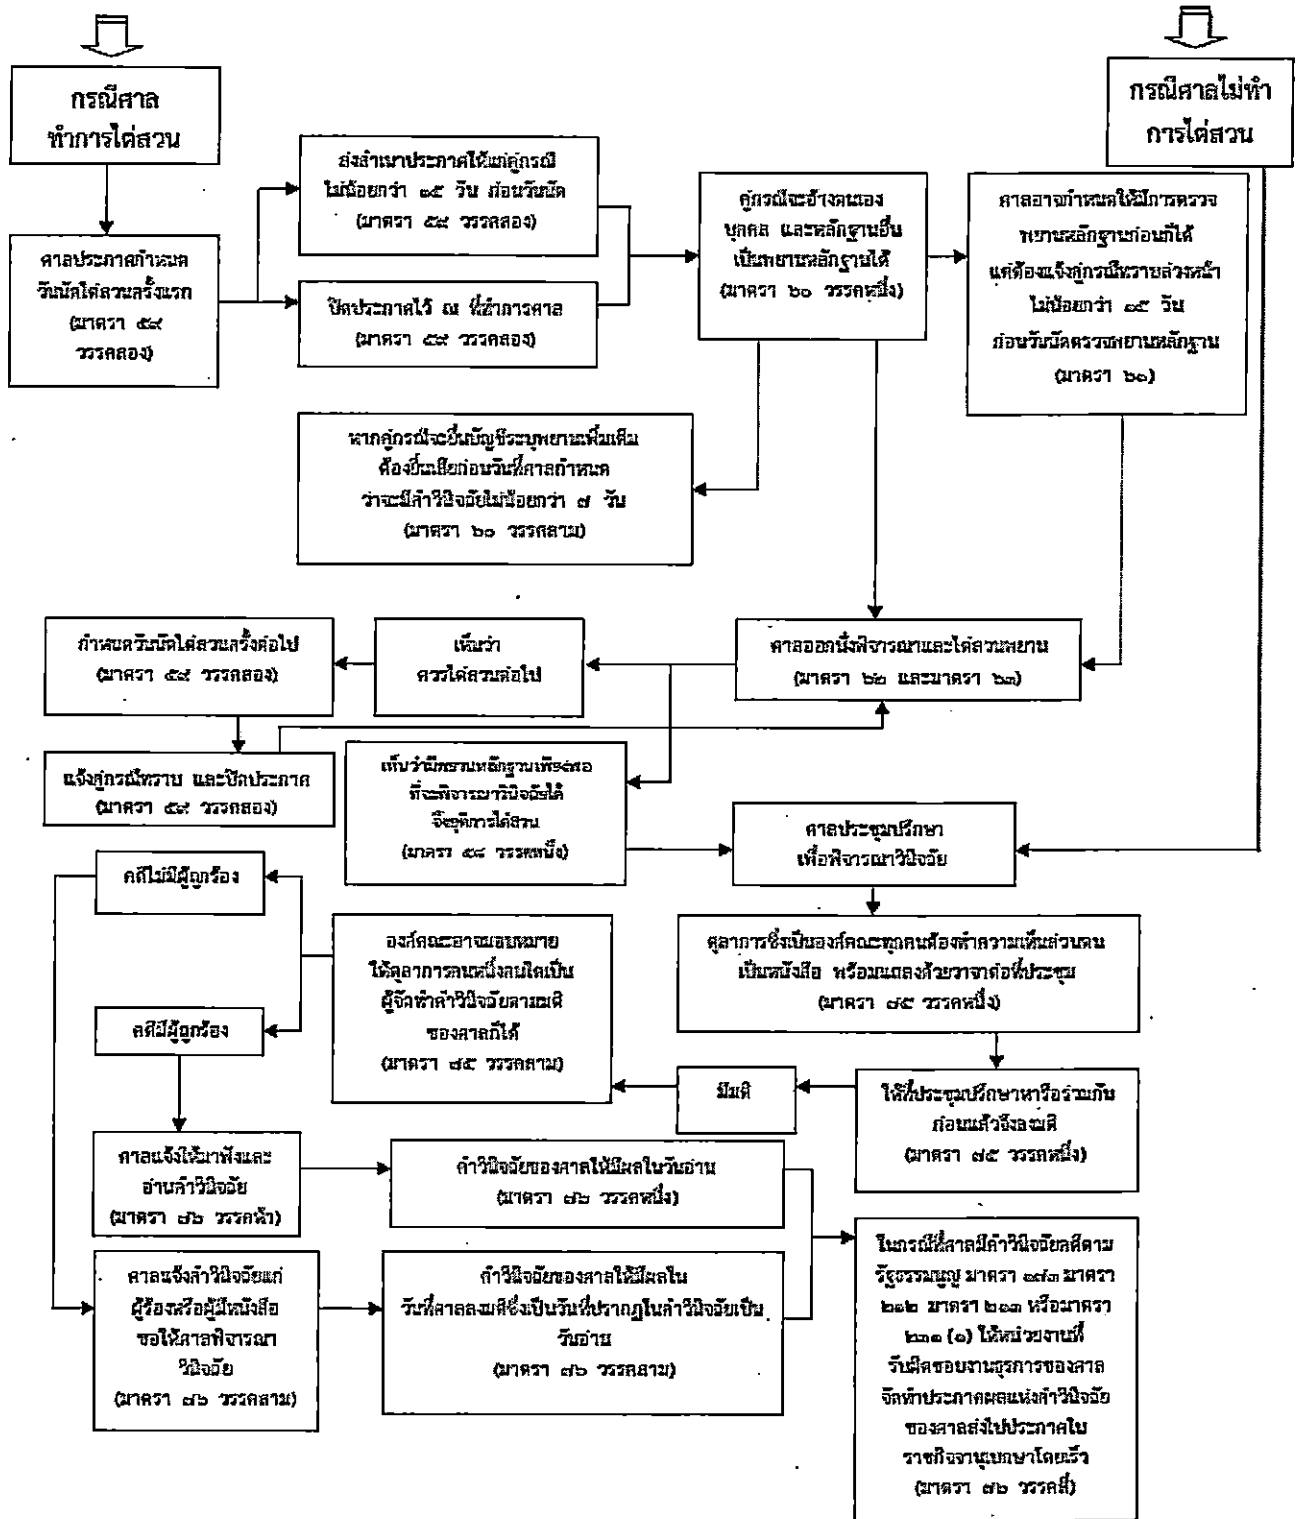 กรณีศาล
ทำการไต่สวน
กรณีศาลไม่ทำ
การไต่สวน
ศาลประกาศกำหนด
วันนัดไต่สวนครั้งแรก
(มาตรา ๕๙
วรรคสอง)
ส่งสำเนาประกาศให้แก่คู่กรณี
ไม่น้อยกว่า ๑๕ วัน ก่อนวันนัด
(มาตรา ๕๙ วรรคสอง)
ปิดประกาศไว้ ณ ที่ทำการศาล
(มาตรา ๕๙ วรรคสอง)
คู่กรณีจะอ้างตนเอง
บุคคล และหลักฐานอื่น
เป็นพยานหลักฐานได้
(มาตรา ๖๐ วรรคหนึ่ง)
ศาลอาจกำหนดให้มีการตรวจ
พยานหลักฐานก่อนก็ได้
แต่ต้องแจ้งคู่กรณีทราบล่วงหน้า
ไม่น้อยกว่า ๑๕ วัน
ก่อนวันนัดตรวจพยานหลักฐาน
(มาตรา ๖๑)
หากคู่กรณีจะยื่นบัญชีระบุพยานเพิ่มเติม
ต้องยื่นเสียก่อนวันที่ศาลกำหนด
ว่าจะมีคำวินิจฉัยไม่น้อยกว่า ๗ วัน
(มาตรา ๖๐ วรรคสาม)
กำหนดวันนัดไต่สวนครั้งต่อไป
(มาตรา ๕๙ วรรคสอง)
เห็นว่า
ควรไต่สวนต่อไป
ศาลออกนั่งพิจารณาและไต่สวนพยาน
(มาตรา ๖๒ และมาตรา ๖๓)
แจ้งคู่กรณีทราบ และปิดประกาศ
(มาตรา ๕๙ วรรคสอง)
เห็นว่ามีพยานหลักฐานเพียงพอ
ที่จะพิจารณาวินิจฉัยได้
จึงยุติการไต่สวน
(มาตรา ๕๘ วรรคหนึ่ง)
ศาลประชุมปรึกษา
เพื่อพิจารณาวินิจฉัย
คดีไม่มีผู้ถูกร้อง
องค์คณะอาจมอบหมาย
ให้ตุลาการคนหนึ่งคนใดเป็น
ผู้จัดทำคำวินิจฉัยตามมติ
ของศาลก็ได้
(มาตรา ๗๕ วรรคสาม)
ตุลาการซึ่งเป็นองค์คณะทุกคนต้องทำความเห็นส่วนตน
เป็นหนังสือ พร้อมแถลงด้วยวาจาต่อที่ประชุม
(มาตรา ๗๕ วรรคหนึ่ง)
คดีมีผู้ถูกร้อง
มีมติ
ให้ที่ประชุมปรึกษาหารือร่วมกัน
ก่อนแล้วจึงลงมติ
(มาตรา ๗๕ วรรคหนึ่ง)
ศาลแจ้งให้มาฟังและ
อ่านคำวินิจฉัย
(มาตรา ๗๖ วรรคห้า)
คำวินิจฉัยของศาลให้มีผลในวันอ่าน
(มาตรา ๗๖ วรรคหนึ่ง)
ศาลแจ้งคำวินิจฉัยแก่
ผู้ร้องหรือผู้มีหนังสือ
ขอให้ศาลพิจารณา
วินิจฉัย
(มาตรา ๗๖ วรรคสาม)
คำวินิจฉัยของศาลให้มีผลใน
วันที่ศาลลงมติซึ่งเป็นวันที่ปรากฏในคำวินิจฉัยเป็น
วันอ่าน
(มาตรา ๗๖ วรรคสาม)
ในกรณีที่ศาลมีคำวินิจฉัยคดีตาม
รัฐธรรมนูญ มาตรา ๑๗๓ มาตรา
๒๑๒ มาตรา ๒๑๓ หรือมาตรา
๒๓๑ (๑) ให้หน่วยงานที่
รับผิดชอบงานธุรการของศาล
จัดทำประกาศผลแห่งคำวินิจฉัย
ของศาลส่งไปประกาศใน
ราชกิจจานุเบกษาโดยเร็ว
(มาตรา ๗๖ วรรคสี่)